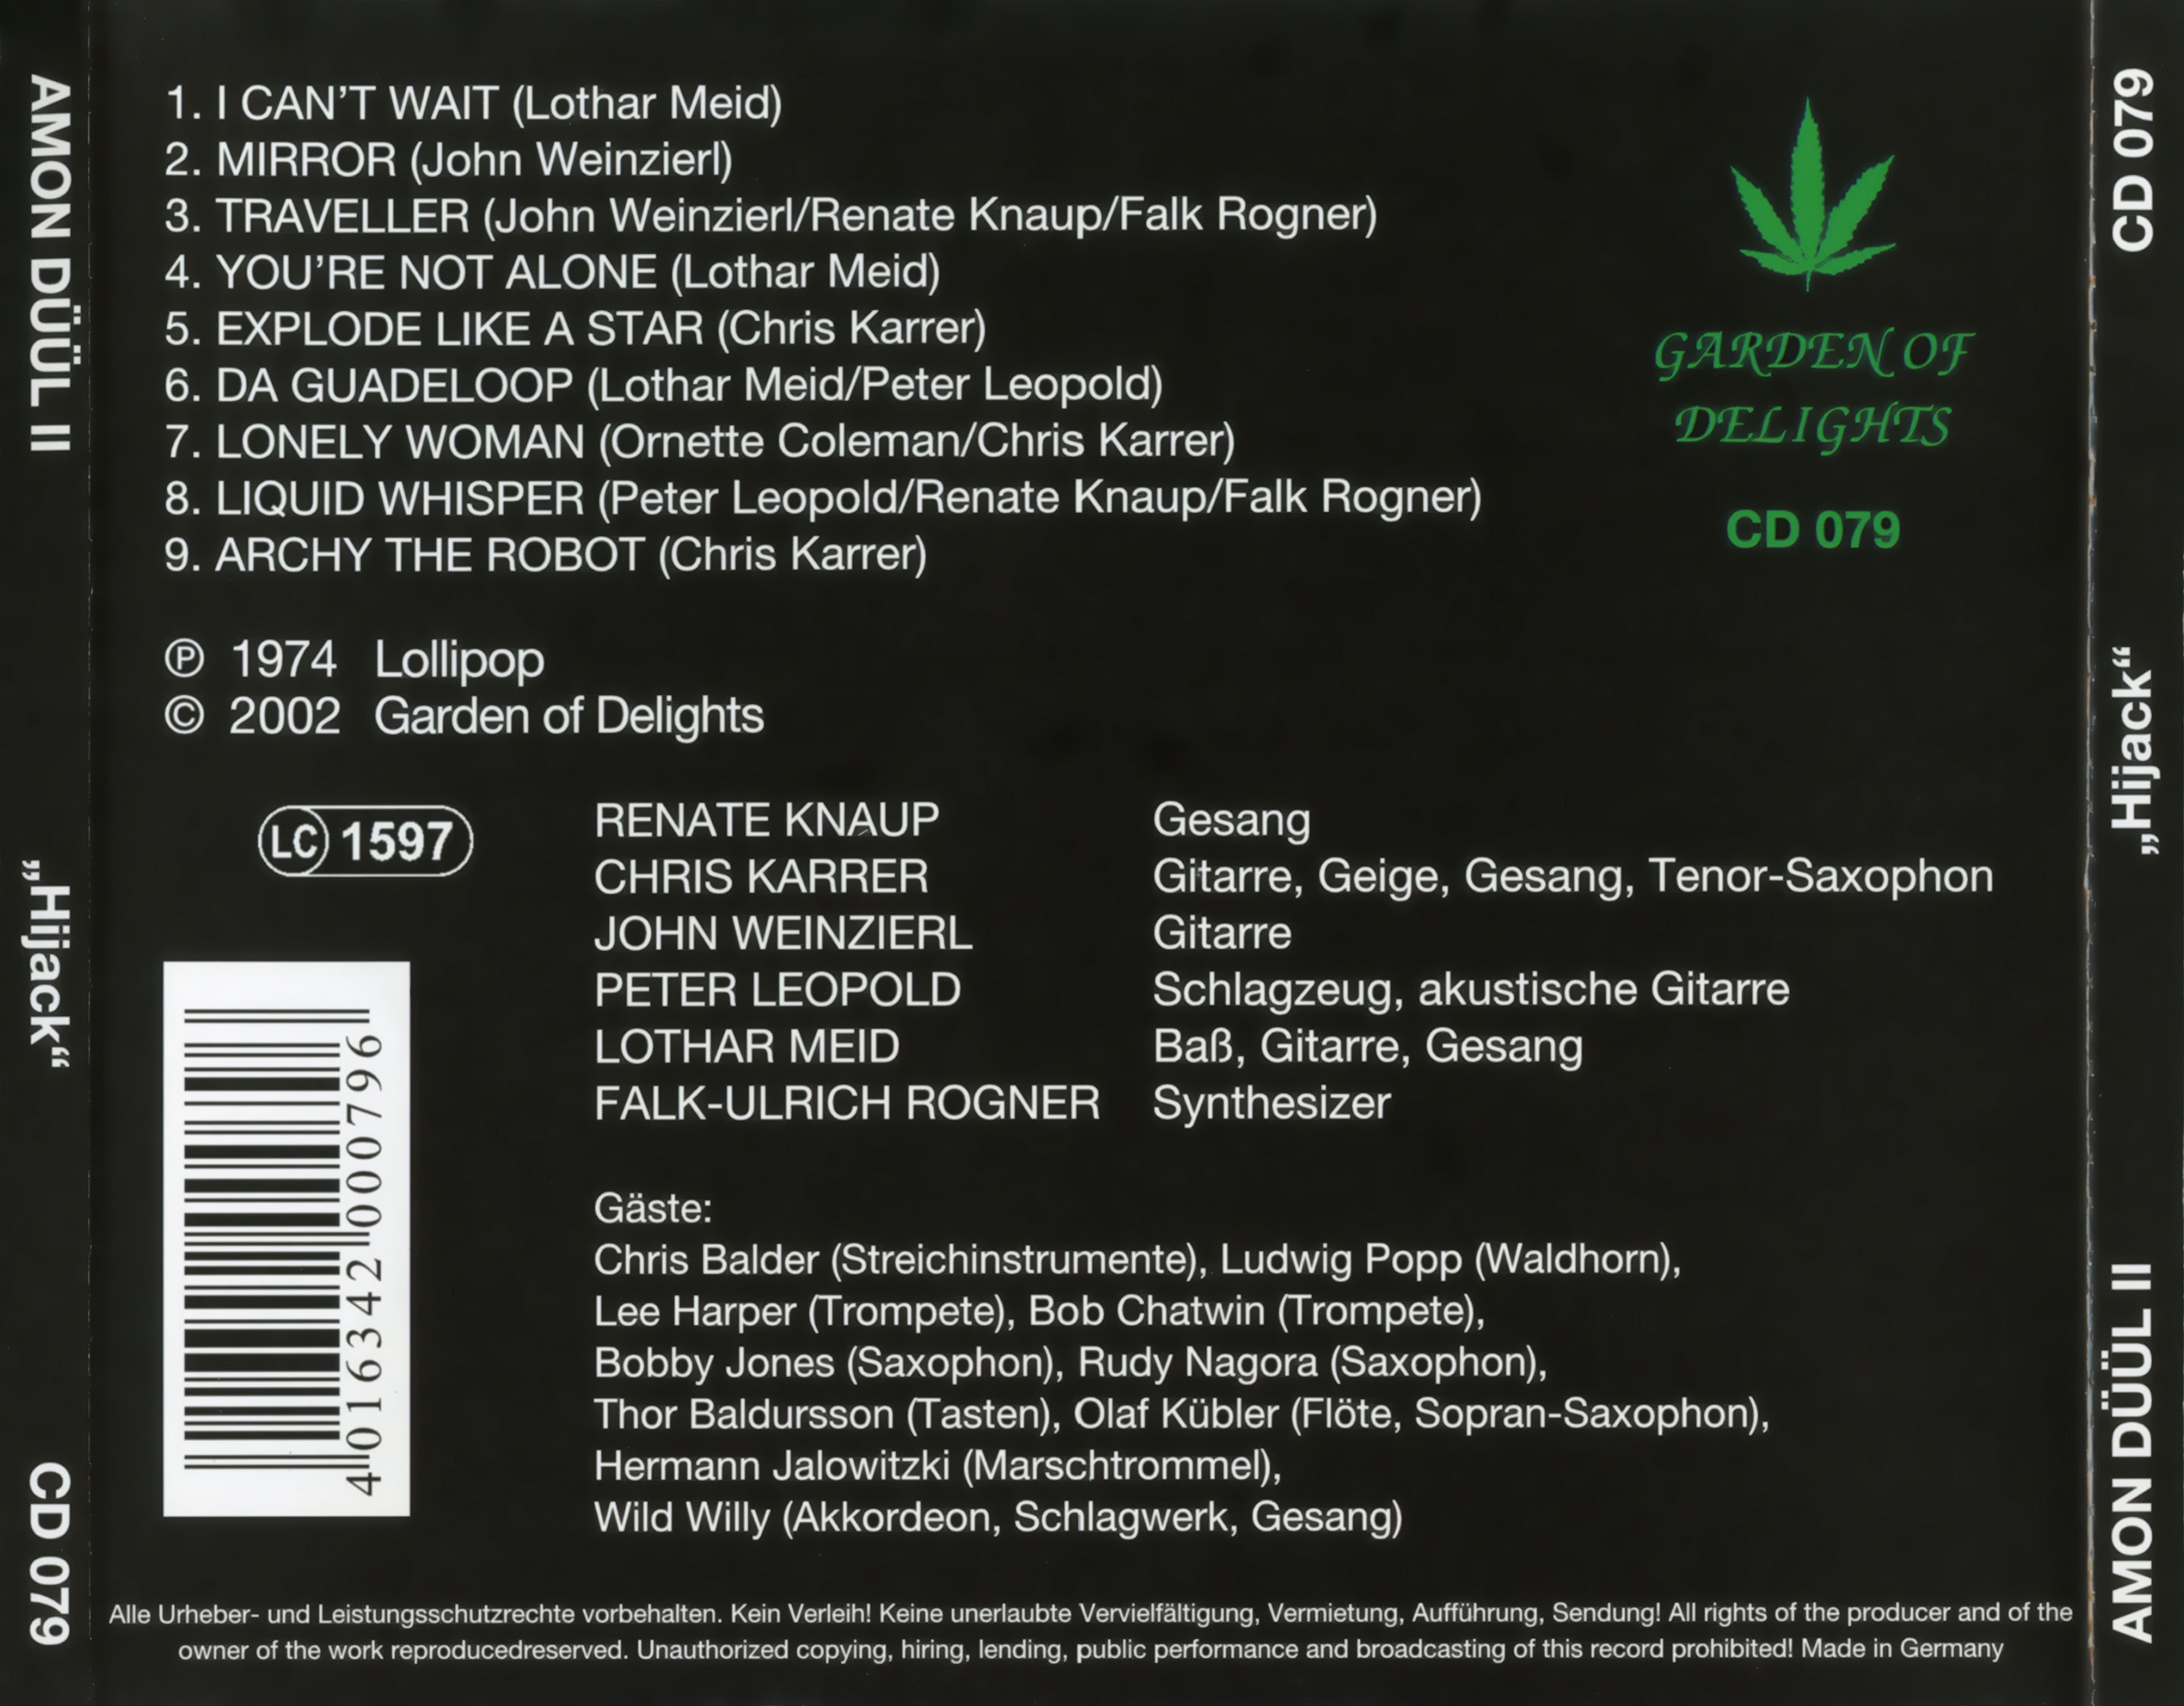 AMON DÜÜL II
„Hijack“
CD 079
1. I CAN’T WAIT (Lothar Meid)
2. MIRROR (John Weinzierl)
3. TRAVELLER (John Weinzierl/Renate Knaup/Falk Rogner)
4. YOU’RE NOT ALONE (Lothar Meid)
5. EXPLODE LIKE A STAR (Chris Karrer)
6. DA GUADELOOP (Lothar Meid/Peter Leopold)
7. LONELY WOMAN (Ornette Coleman/Chris Karrer)
8. LIQUID WHISPER (Peter Leopold/Renate Knaup/Falk Rogner)
9. ARCHY THE ROBOT (Chris Karrer)
GARDEN OF
DELIGHTS
CD 079
℗ 1974 Lollipop
© 2002 Garden of Delights
LC 1597
4 016342 000796
RENATE KNAUP Gesang
CHRIS KARRER Gitarre, Geige, Gesang, Tenor-Saxophon
JOHN WEINZIERL Gitarre
PETER LEOPOLD Schlagzeug, akustische Gitarre
LOTHAR MEID Baß, Gitarre, Gesang
FALK-ULRICH ROGNER Synthesizer
Gäste:
Chris Balder (Streichinstrumente), Ludwig Popp (Waldhorn),
Lee Harper (Trompete), Bob Chatwin (Trompete),
Bobby Jones (Saxophon), Rudy Nagora (Saxophon),
Thor Baldursson (Tasten), Olaf Kübler (Flöte, Sopran-Saxophon),
Hermann Jalowitzki (Marschtrommel),
Wild Willy (Akkordeon, Schlagwerk, Gesang)
Alle Urheber- und Leistungsschutzrechte vorbehalten. Kein Verleih! Keine unerlaubte Vervielfältigung, Vermietung, Aufführung, Sendung! All rights of the producer and of the
owner of the work reproducedreserved. Unauthorized copying, hiring, lending, public performance and broadcasting of this record prohibited! Made in Germany
CD 079
„Hijack“
AMON DÜÜL II